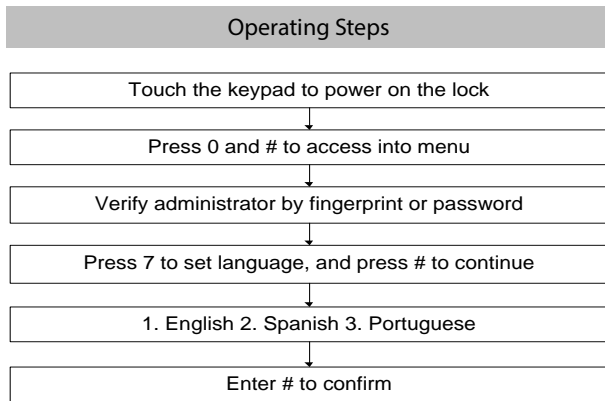 Operating Steps
Touch the keypad to power on the lock
Press 0 and # to access into menu
Verify administrator by fingerprint or password
Press 7 to set language, and press # to continue
1. English 2. Spanish 3. Portuguese
Enter # to confirm